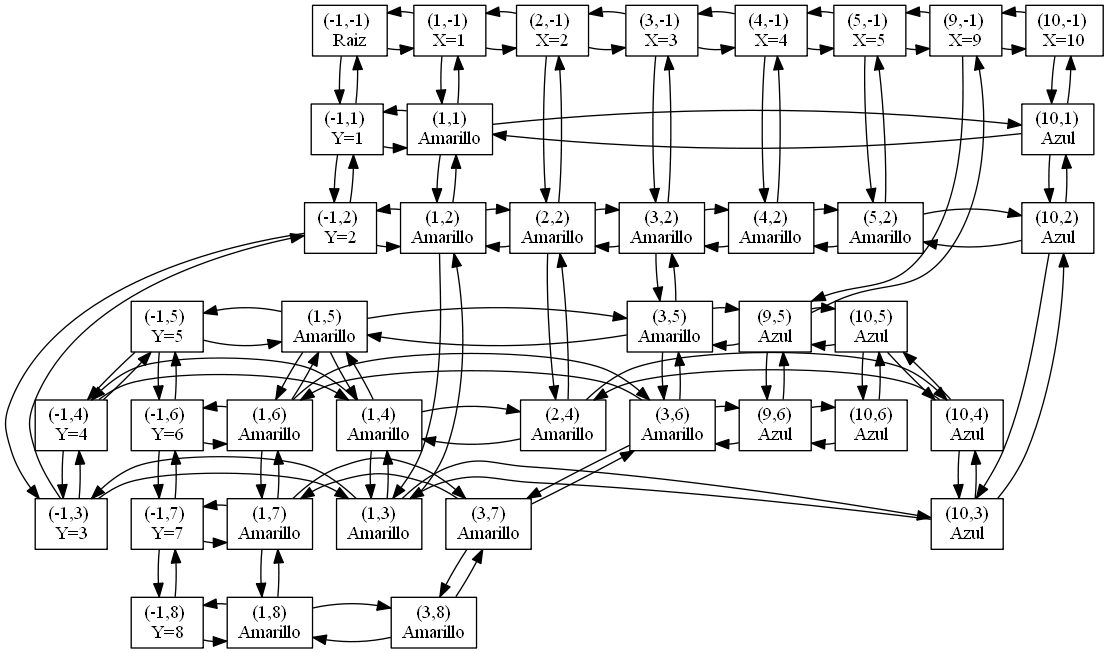 (-1,-1)
Raiz
(1,-1)
X=1
(2,-1)
X=2
(3,-1)
X=3
(4,-1)
X=4
(5,-1)
X=5
(9,-1)
X=9
(10,-1)
X=10
(-1,1)
Y=1
(1,1)
Amarillo
(10,1)
Azul
(-1,2)
Y=2
(1,2)
Amarillo
(2,2)
Amarillo
(3,2)
Amarillo
(4,2)
Amarillo
(5,2)
Amarillo
(10,2)
Azul
(-1,5)
Y=5
(1,5)
Amarillo
(3,5)
Amarillo
(9,5)
Azul
(10,5)
Azul
(-1,4)
Y=4
(-1,6)
Y=6
(1,6)
Amarillo
(1,4)
Amarillo
(2,4)
Amarillo
(3,6)
Amarillo
(9,6)
Azul
(10,6)
Azul
(10,4)
Azul
(-1,3)
Y=3
(-1,7)
Y=7
(1,7)
Amarillo
(1,3)
Amarillo
(3,7)
Amarillo
(10,3)
Azul
(-1,8)
Y=8
(1,8)
Amarillo
(3,8)
Amarillo